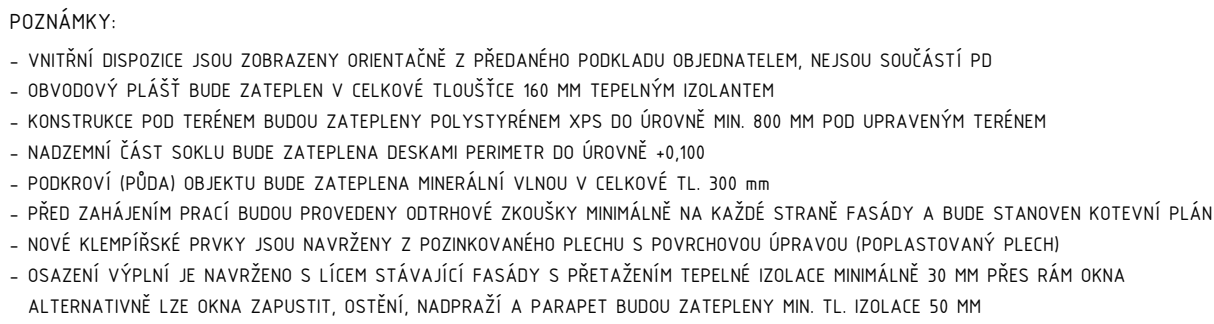 POZNÁMKY:
- VNITŘNÍ DISPOZICE JSOU ZOBRAZENY ORIENTAČNĚ Z PŘEDANÉHO PODKLADU OBJEDNATELEM, NEJSOU SOUČÁSTÍ PD
- OBVODOVÝ PLÁŠŤ BUDE ZATEPLEN V CELKOVÉ TLOUŠŤCE 160 MM TEPELNÝM IZOLANTEM
- KONSTRUKCE POD TERÉNEM BUDOU ZATEPLENY POLYSTYRÉNEM XPS DO ÚROVNĚ MIN. 800 MM POD UPRAVENÝM TERÉNEM
- NADZEMNÍ ČÁST SOKLU BUDE ZATEPLENA DESKAMI PERIMETR DO ÚROVNĚ +0,100
- PODKROVÍ (PŮDA) OBJEKTU BUDE ZATEPLENA MINERÁLNÍ VLNOU V CELKOVÉ TL. 300 mm
- PŘED ZAHÁJENÍM PRACÍ BUDOU PROVEDENY ODTRHOVÉ ZKOUŠKY MINIMÁLNĚ NA KAŽDÉ STRANĚ FASÁDY A BUDE STANOVEN KOTEVNÍ PLÁN
- NOVÉ KLEMPÍŘSKÉ PRVKY JSOU NAVRŽENY Z POZINKOVANÉHO PLECHU S POVRCHOVOU ÚPRAVOU (POPLASTOVANÝ PLECH)
- OSAZENÍ VÝPLNÍ JE NAVRŽENO S LÍCEM STÁVAJÍCÍ FASÁDY S PŘETAŽENÍM TEPELNÉ IZOLACE MINIMÁLNĚ 30 MM PŘES RÁM OKNA
ALTERNATIVNĚ LZE OKNA ZAPUSTIT, OSTĚNÍ, NADPRAŽÍ A PARAPET BUDOU ZATEPLENY MIN. TL. IZOLACE 50 MM